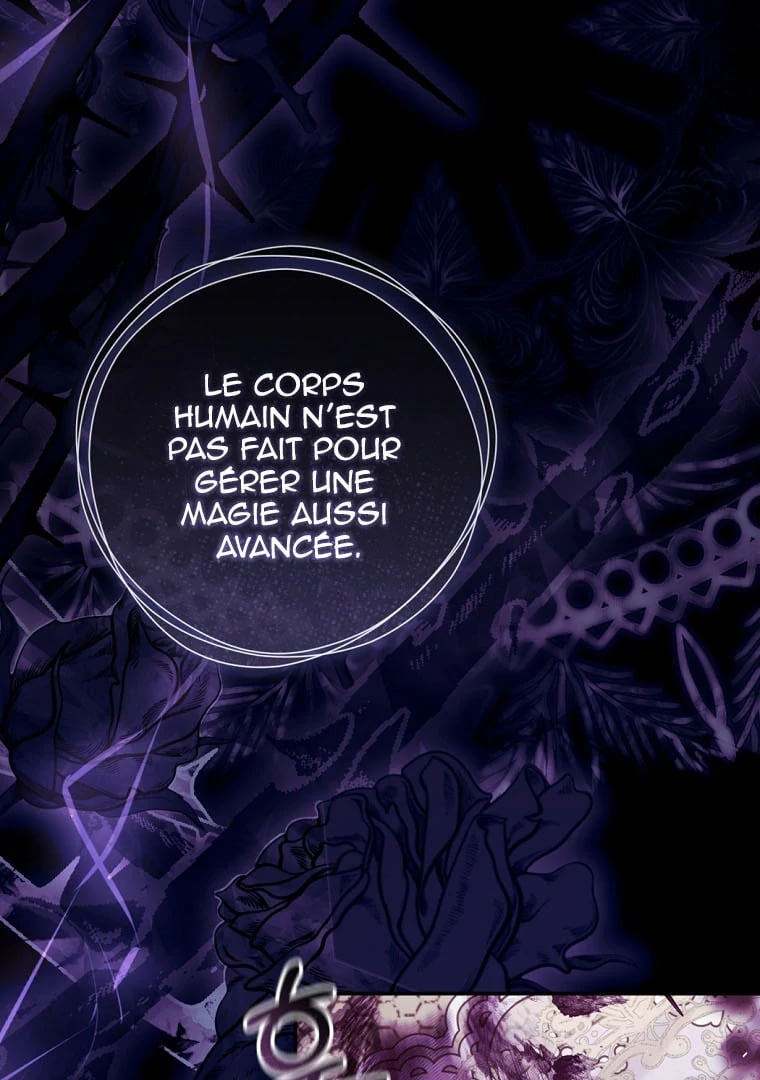 LE CORPS
HUMAIN N'EST
PAS FAIT POUR
GÉRER UNE
MAGIE AUSSI
AVANCÉE.